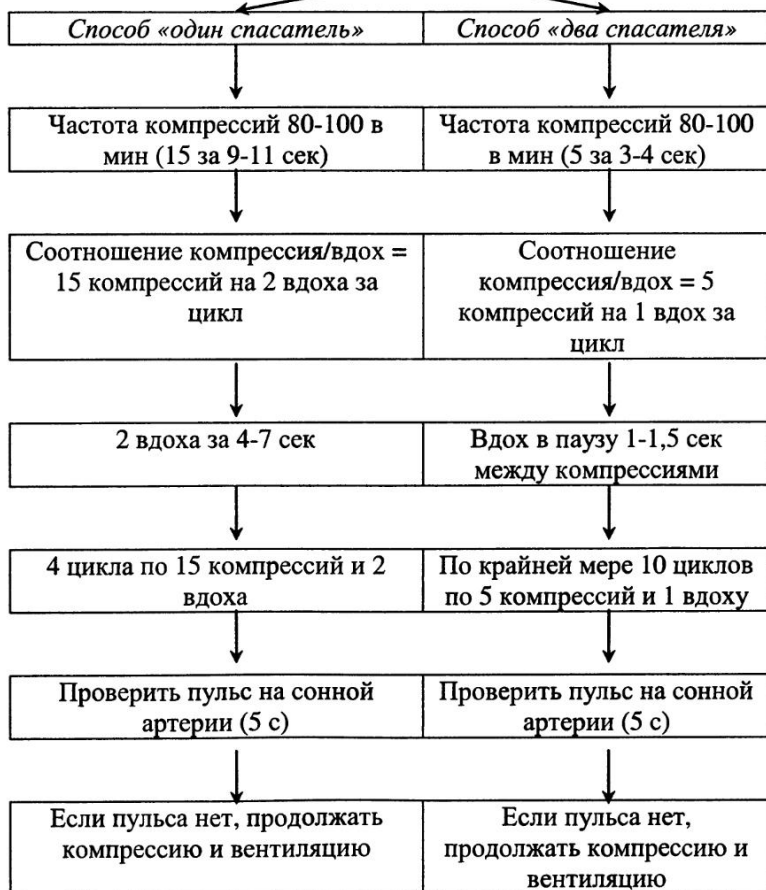 Способ «один спасатель»
Способ «два спасателя»
Частота компрессий 80-100 в
мин (15 за 9-11 сек)
Частота компрессий 80-100
в мин (5 за 3-4 сек)
Соотношение компрессия/вдох =
15 компрессий на 2 вдоха за
цикл
Соотношение
компрессия/вдох = 5
компрессий на 1 вдох за
цикл
2 вдоха за 4-7 сек
Вдох в паузу 1-1,5 сек
между компрессиями
4 цикла по 15 компрессий и 2
вдоха
По крайней мере 10 циклов
по 5 компрессий и 1 вдоху
Проверить пульс на сонной
артерии (5 с)
Проверить пульс на сонной
артерии (5 с)
Если пульса нет, продолжать
компрессию и вентиляцию
Если пульса нет,
продолжать компрессию и
вентиляцию